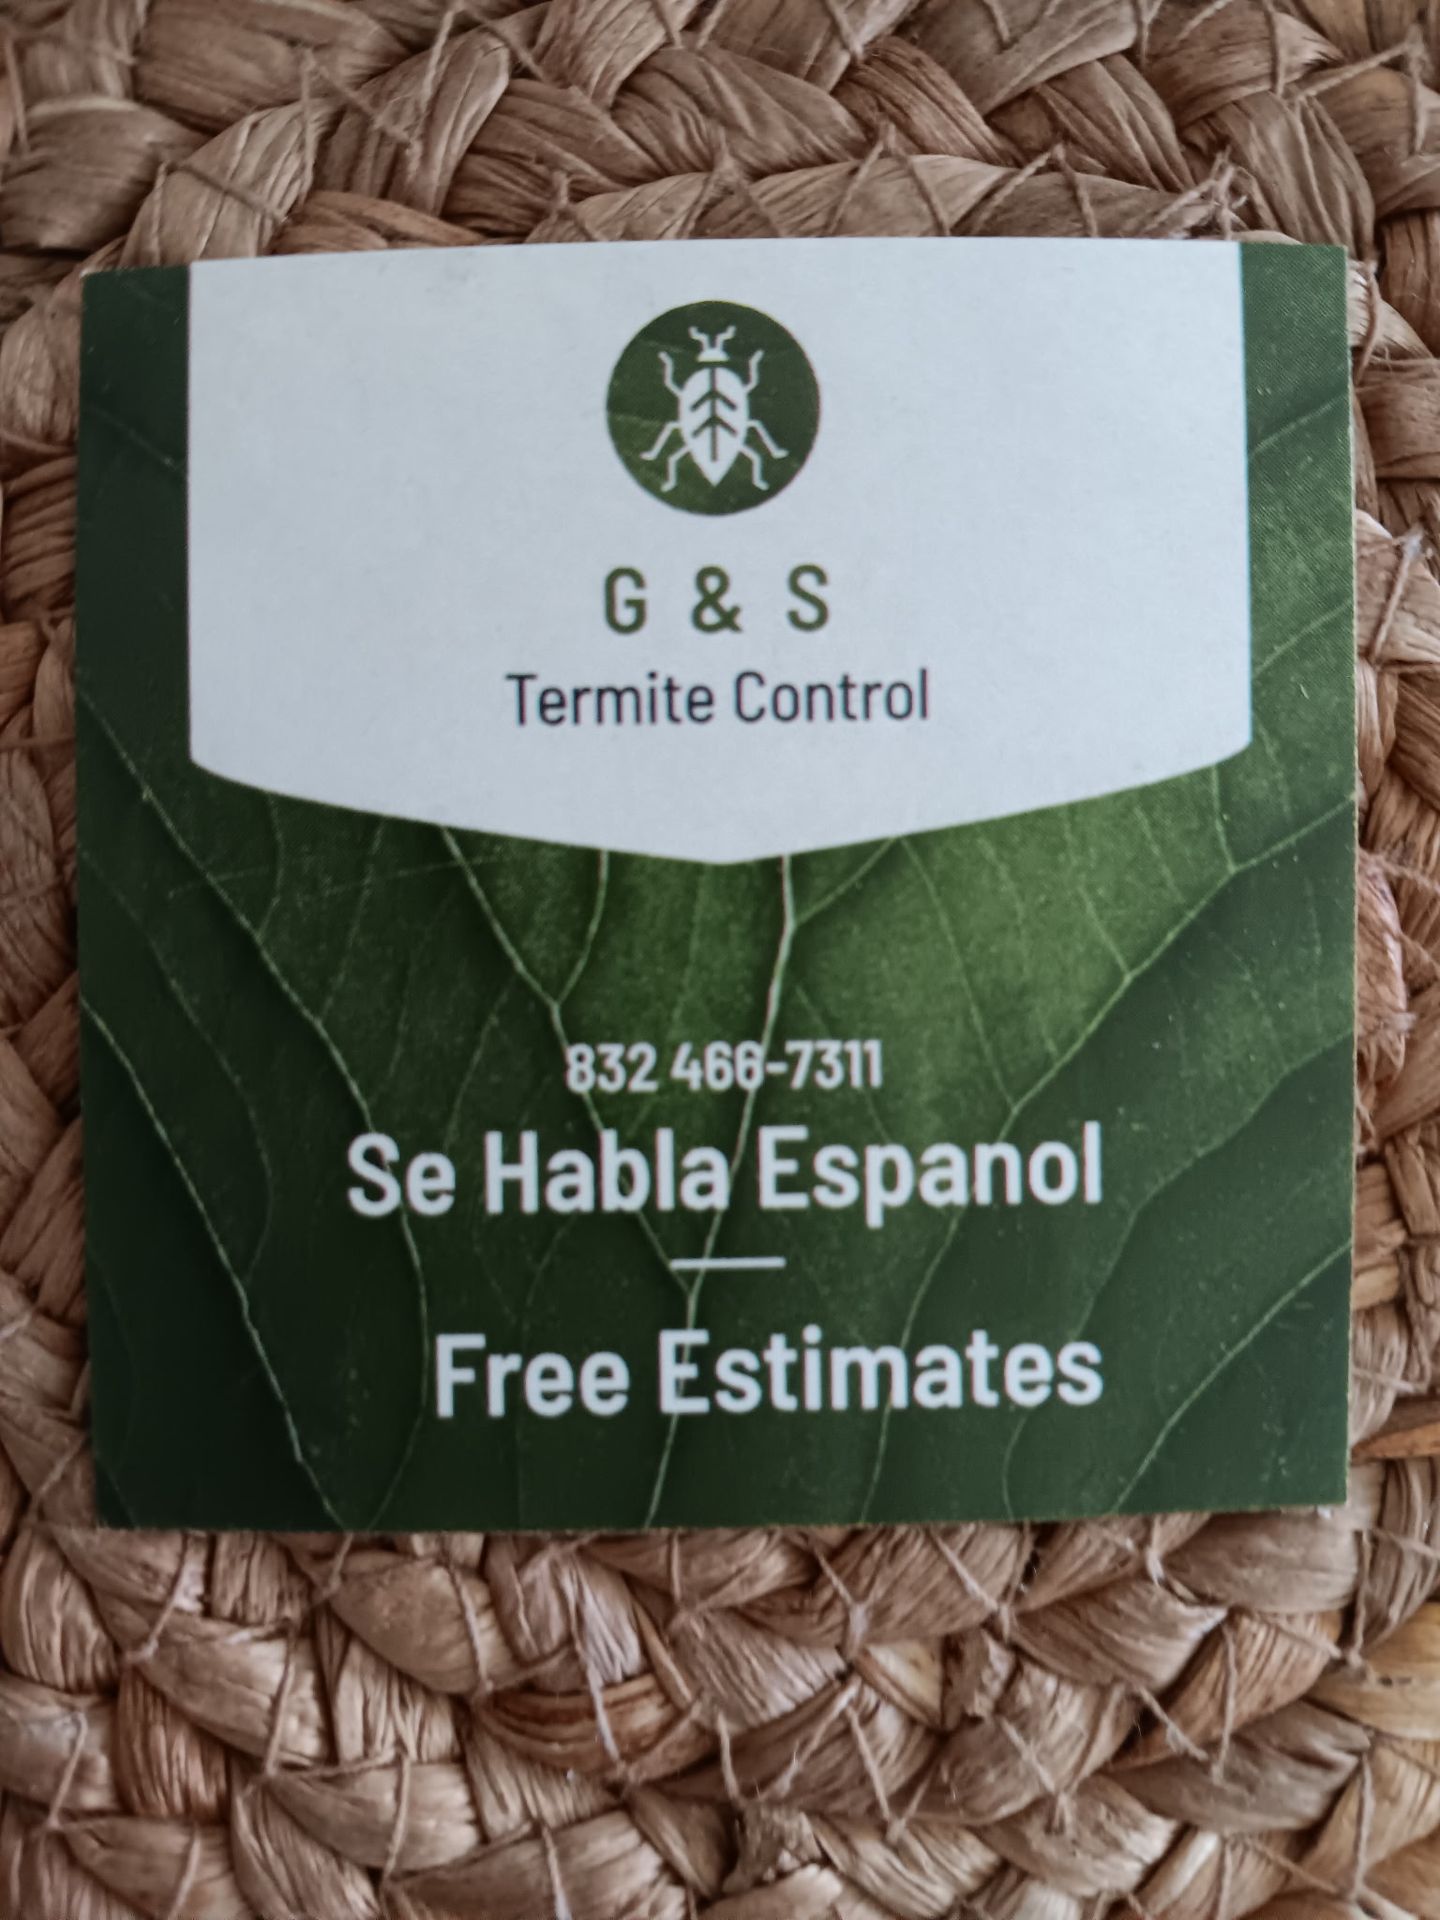 G & S
Termite Control
832 466-7311
Se Habla Espanol
Free Estimates